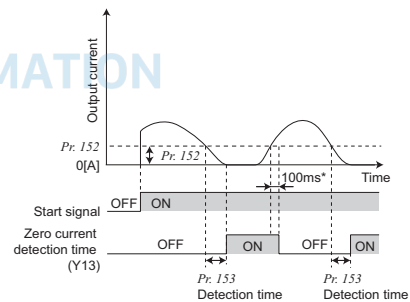 MATION
Output current
Pr. 152
Pr. 152
0[A]
Time
100ms*
Start signal
OFF
ON
Zero current
detection time
(Y13)
OFF
ON
OFF
ON
Pr. 153
Detection time
Pr. 153
Detection time